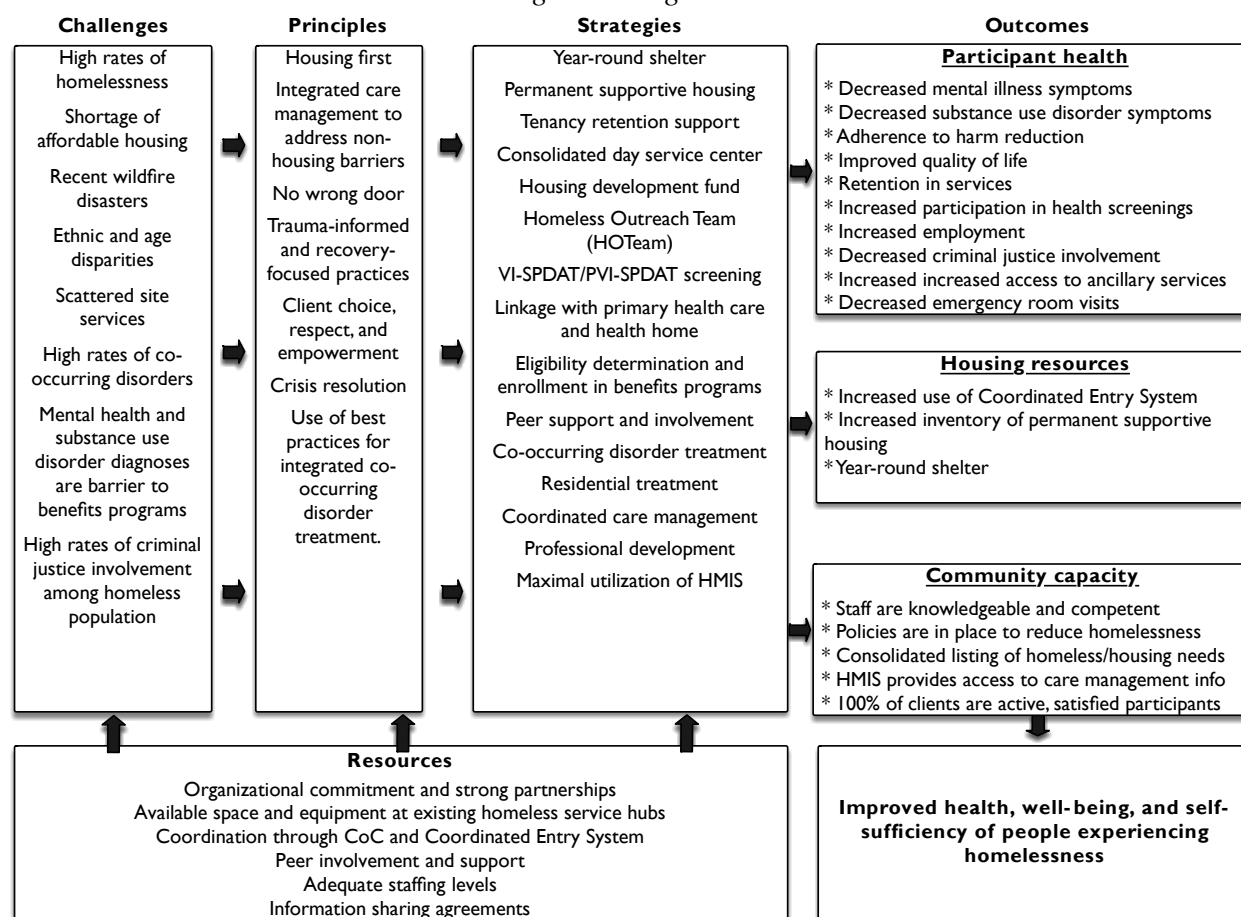 Challenges
High rates of
homelessness
Shortage of
affordable housing
Recent wildfire
disasters
Ethnic and age
disparities
Scattered site
services
High rates of co-
occurring disorders
Mental health and
substance use
disorder diagnoses
are barrier to
benefits programs
High rates of criminal
justice involvement
among homeless
population
Principles
Housing first
Integrated care
management to
address non-
housing barriers
No wrong door
Trauma-informed
and recovery-
focused practices
Client choice,
respect, and
empowerment
Crisis resolution
Use of best
practices for
integrated co-
occurring
disorder
treatment.
Strategies
Year-round shelter
Permanent supportive housing
Tenancy retention support
Consolidated day service center
Housing development fund
Homeless Outreach Team
(HOTeam)
VI-SPDAT/PVI-SPDAT screening
Linkage with primary health care
and health home
Eligibility determination and
enrollment in benefits programs
Peer support and involvement
Co-occurring disorder treatment
Residential treatment
Coordinated care management
Professional development
Maximal utilization of HMIS
Outcomes
Participant health
* Decreased mental illness symptoms
* Decreased substance use disorder symptoms
* Adherence to harm reduction
* Improved quality of life
* Retention in services
* Increased participation in health screenings
* Increased employment
* Decreased criminal justice involvement
* Increased increased access to ancillary services
* Decreased emergency room visits
Housing resources
* Increased use of Coordinated Entry System
* Increased inventory of permanent supportive
housing
* Year-round shelter
Community capacity
* Staff are knowledgeable and competent
* Policies are in place to reduce homelessness
* Consolidated listing of homeless/housing needs
* HMIS provides access to care management info
* 100% of clients are active, satisfied participants
Resources
Organizational commitment and strong partnerships
Available space and equipment at existing homeless service hubs
Coordination through CoC and Coordinated Entry System
Peer involvement and support
Adequate staffing levels
Information sharing agreements
Improved health, well-being, and self-
sufficiency of people experiencing
homelessness